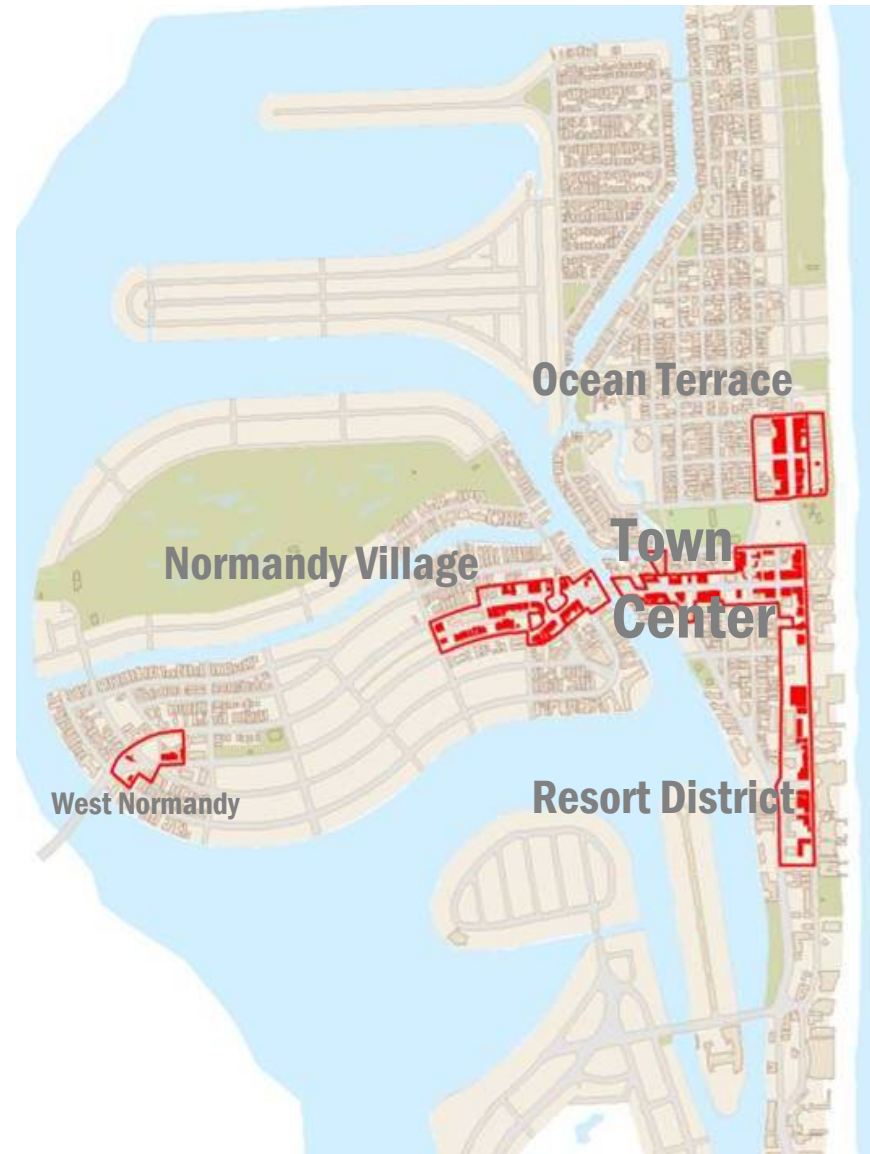 Ocean Terrace
Town
Center
Normandy Village
Resort District
West Normandy